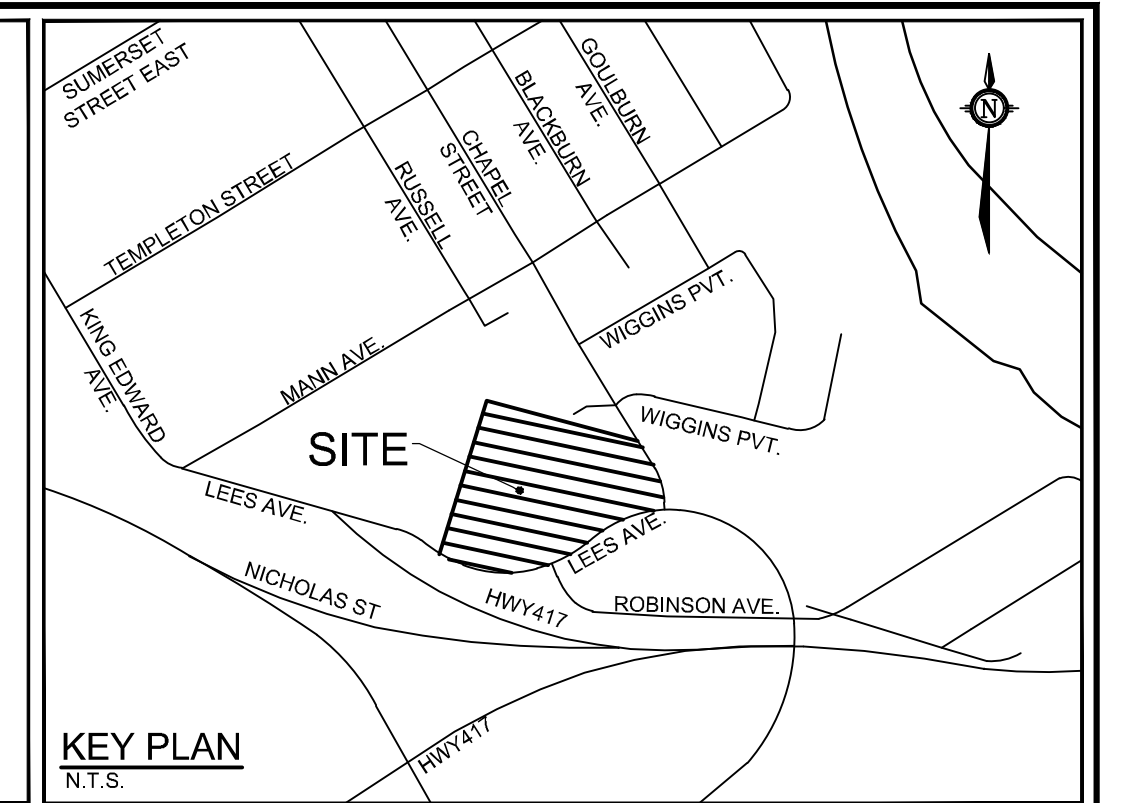 SUMERSET
STREET EAST
TEMPLETON STREET
RUSSELL
AVE.
CHAPEL
STREET
BLACKBURN
AVE.
GOULBURN
AVE.
N
KING EDWARD
AVE.
MANN AVE.
WIGGINS PVT.
WIGGINS PVT.
SITE
LEES AVE.
LEES AVE.
NICHOLAS ST
HWY417
ROBINSON AVE.
HWY417
KEY PLAN
N.T.S.